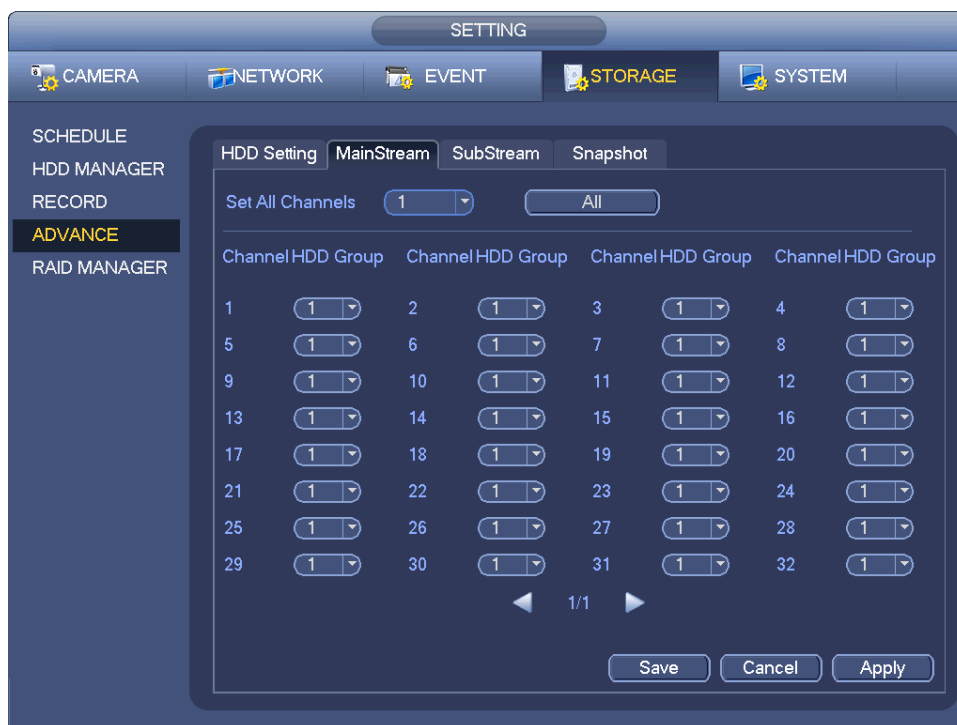 SETTING
CAMERA NETWORK EVENT STORAGE SYSTEM
SCHEDULE
HDD MANAGER
RECORD
ADVANCE
RAID MANAGER
HDD Setting MainStream SubStream Snapshot
Set All Channels 1 All
Channel HDD Group Channel HDD Group Channel HDD Group Channel HDD Group
1 1 2 1 3 1 4 1
5 1 6 1 7 1 8 1
9 1 10 1 11 1 12 1
13 1 14 1 15 1 16 1
17 1 18 1 19 1 20 1
21 1 22 1 23 1 24 1
25 1 26 1 27 1 28 1
29 1 30 1 31 1 32 1
1/1
Save Cancel Apply